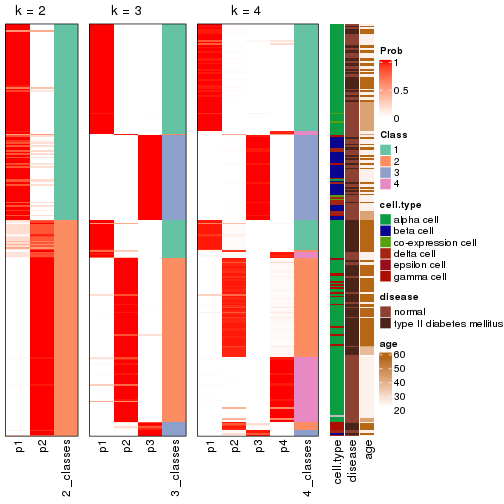 k = 2
k = 3
k = 4
p1
p2
2_classes
p1
p2
p3
3_classes
p1
p2
p3
p4
4_classes
cell.type
disease
age
Prob
1
0.5
0
Class
1
2
3
4
cell.type
alpha cell
beta cell
co-expression cell
delta cell
epsilon cell
gamma cell
disease
normal
type II diabetes mellitus
age
60
50
40
30
20